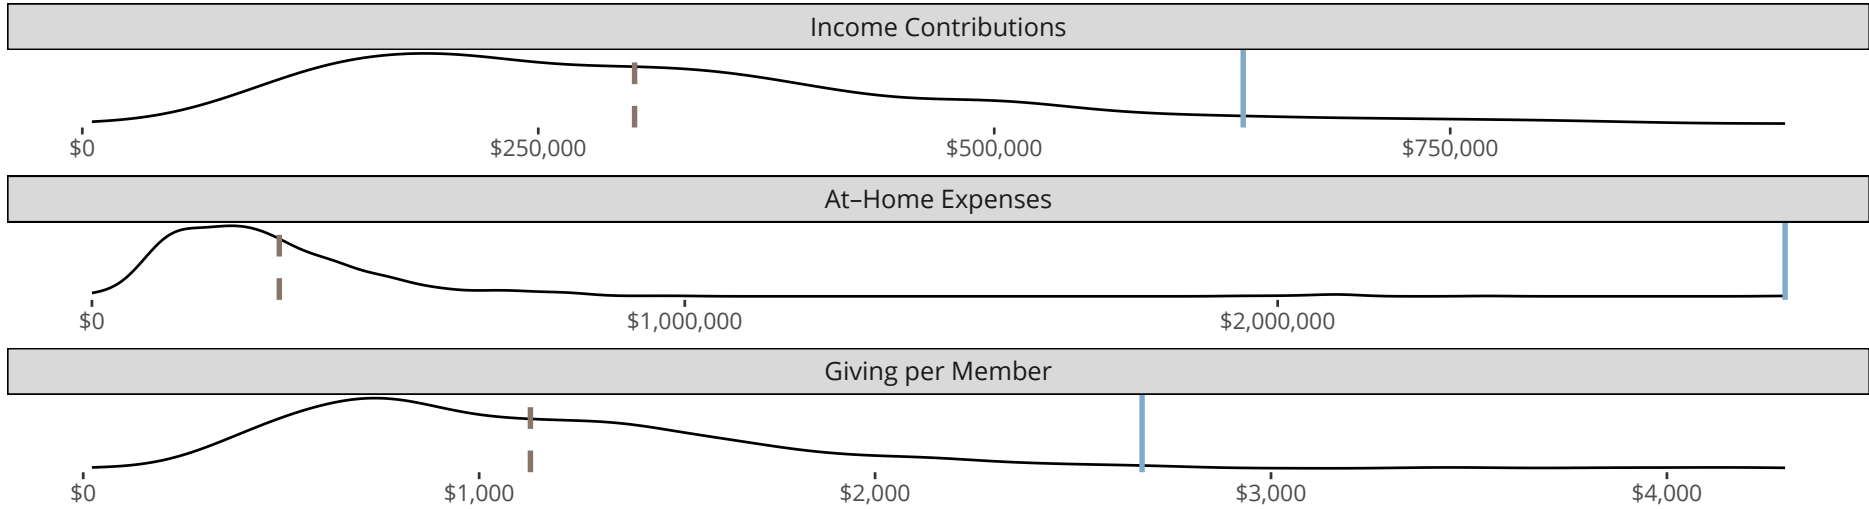 Income Contributions
$0 $250,000 $500,000 $750,000
At–Home Expenses
$0 $1,000,000 $2,000,000
Giving per Member
$0 $1,000 $2,000 $3,000 $4,000